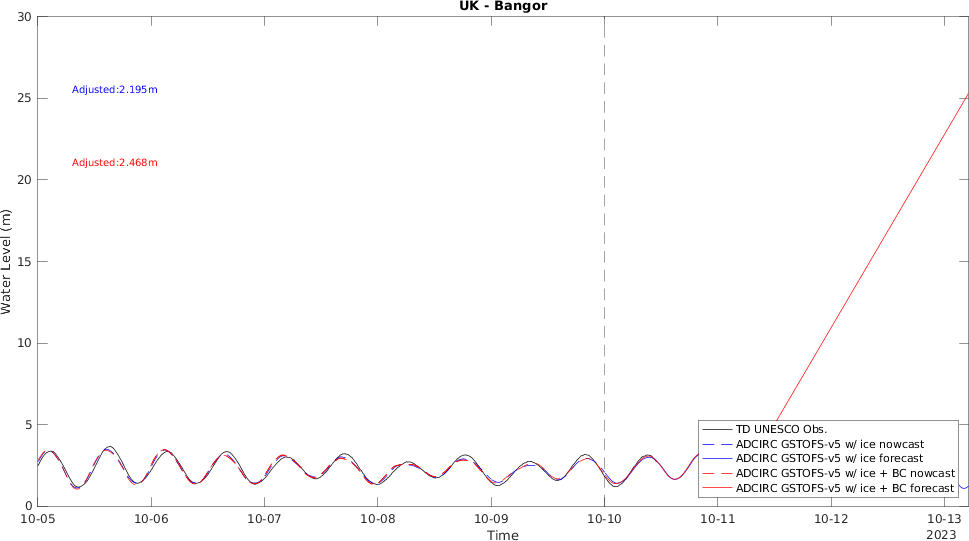 UK - Bangor
30
25
20
15
10
5
0
Water Level (m)
Adjusted:2.195m
Adjusted:2.468m
TD UNESCO Obs.
ADCIRC GSTOFS-v5 w/ ice nowcast
ADCIRC GSTOFS-v5 w/ ice forecast
ADCIRC GSTOFS-v5 w/ ice + BC nowcast
ADCIRC GSTOFS-v5 w/ ice + BC forecast
10-05 10-06 10-07 10-08 10-09 10-10 10-11 10-12 10-13
2023
Time